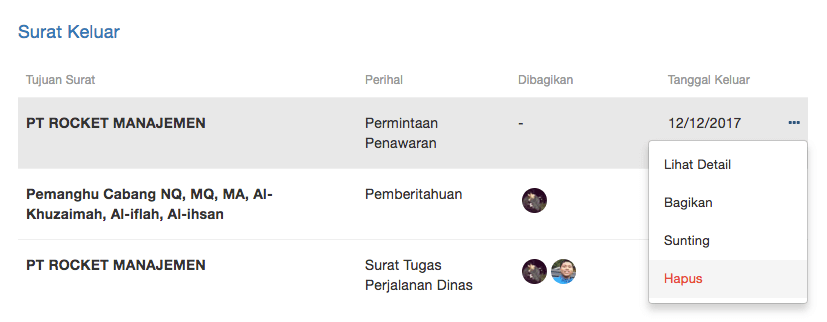 Surat Keluar
Tujuan Surat Perihal Dibagikan Tanggal Keluar
PT ROCKET MANAJEMEN Permintaan Penawaran - 12/12/2017 •••
Lihat Detail
Bagikan
Sunting
Hapus
Pemanghu Cabang NQ, MQ, MA, Al-
Khuzaimah, Al-iflah, Al-ihsan
Pemberitahuan
PT ROCKET MANAJEMEN
Surat Tugas
Perjalanan Dinas